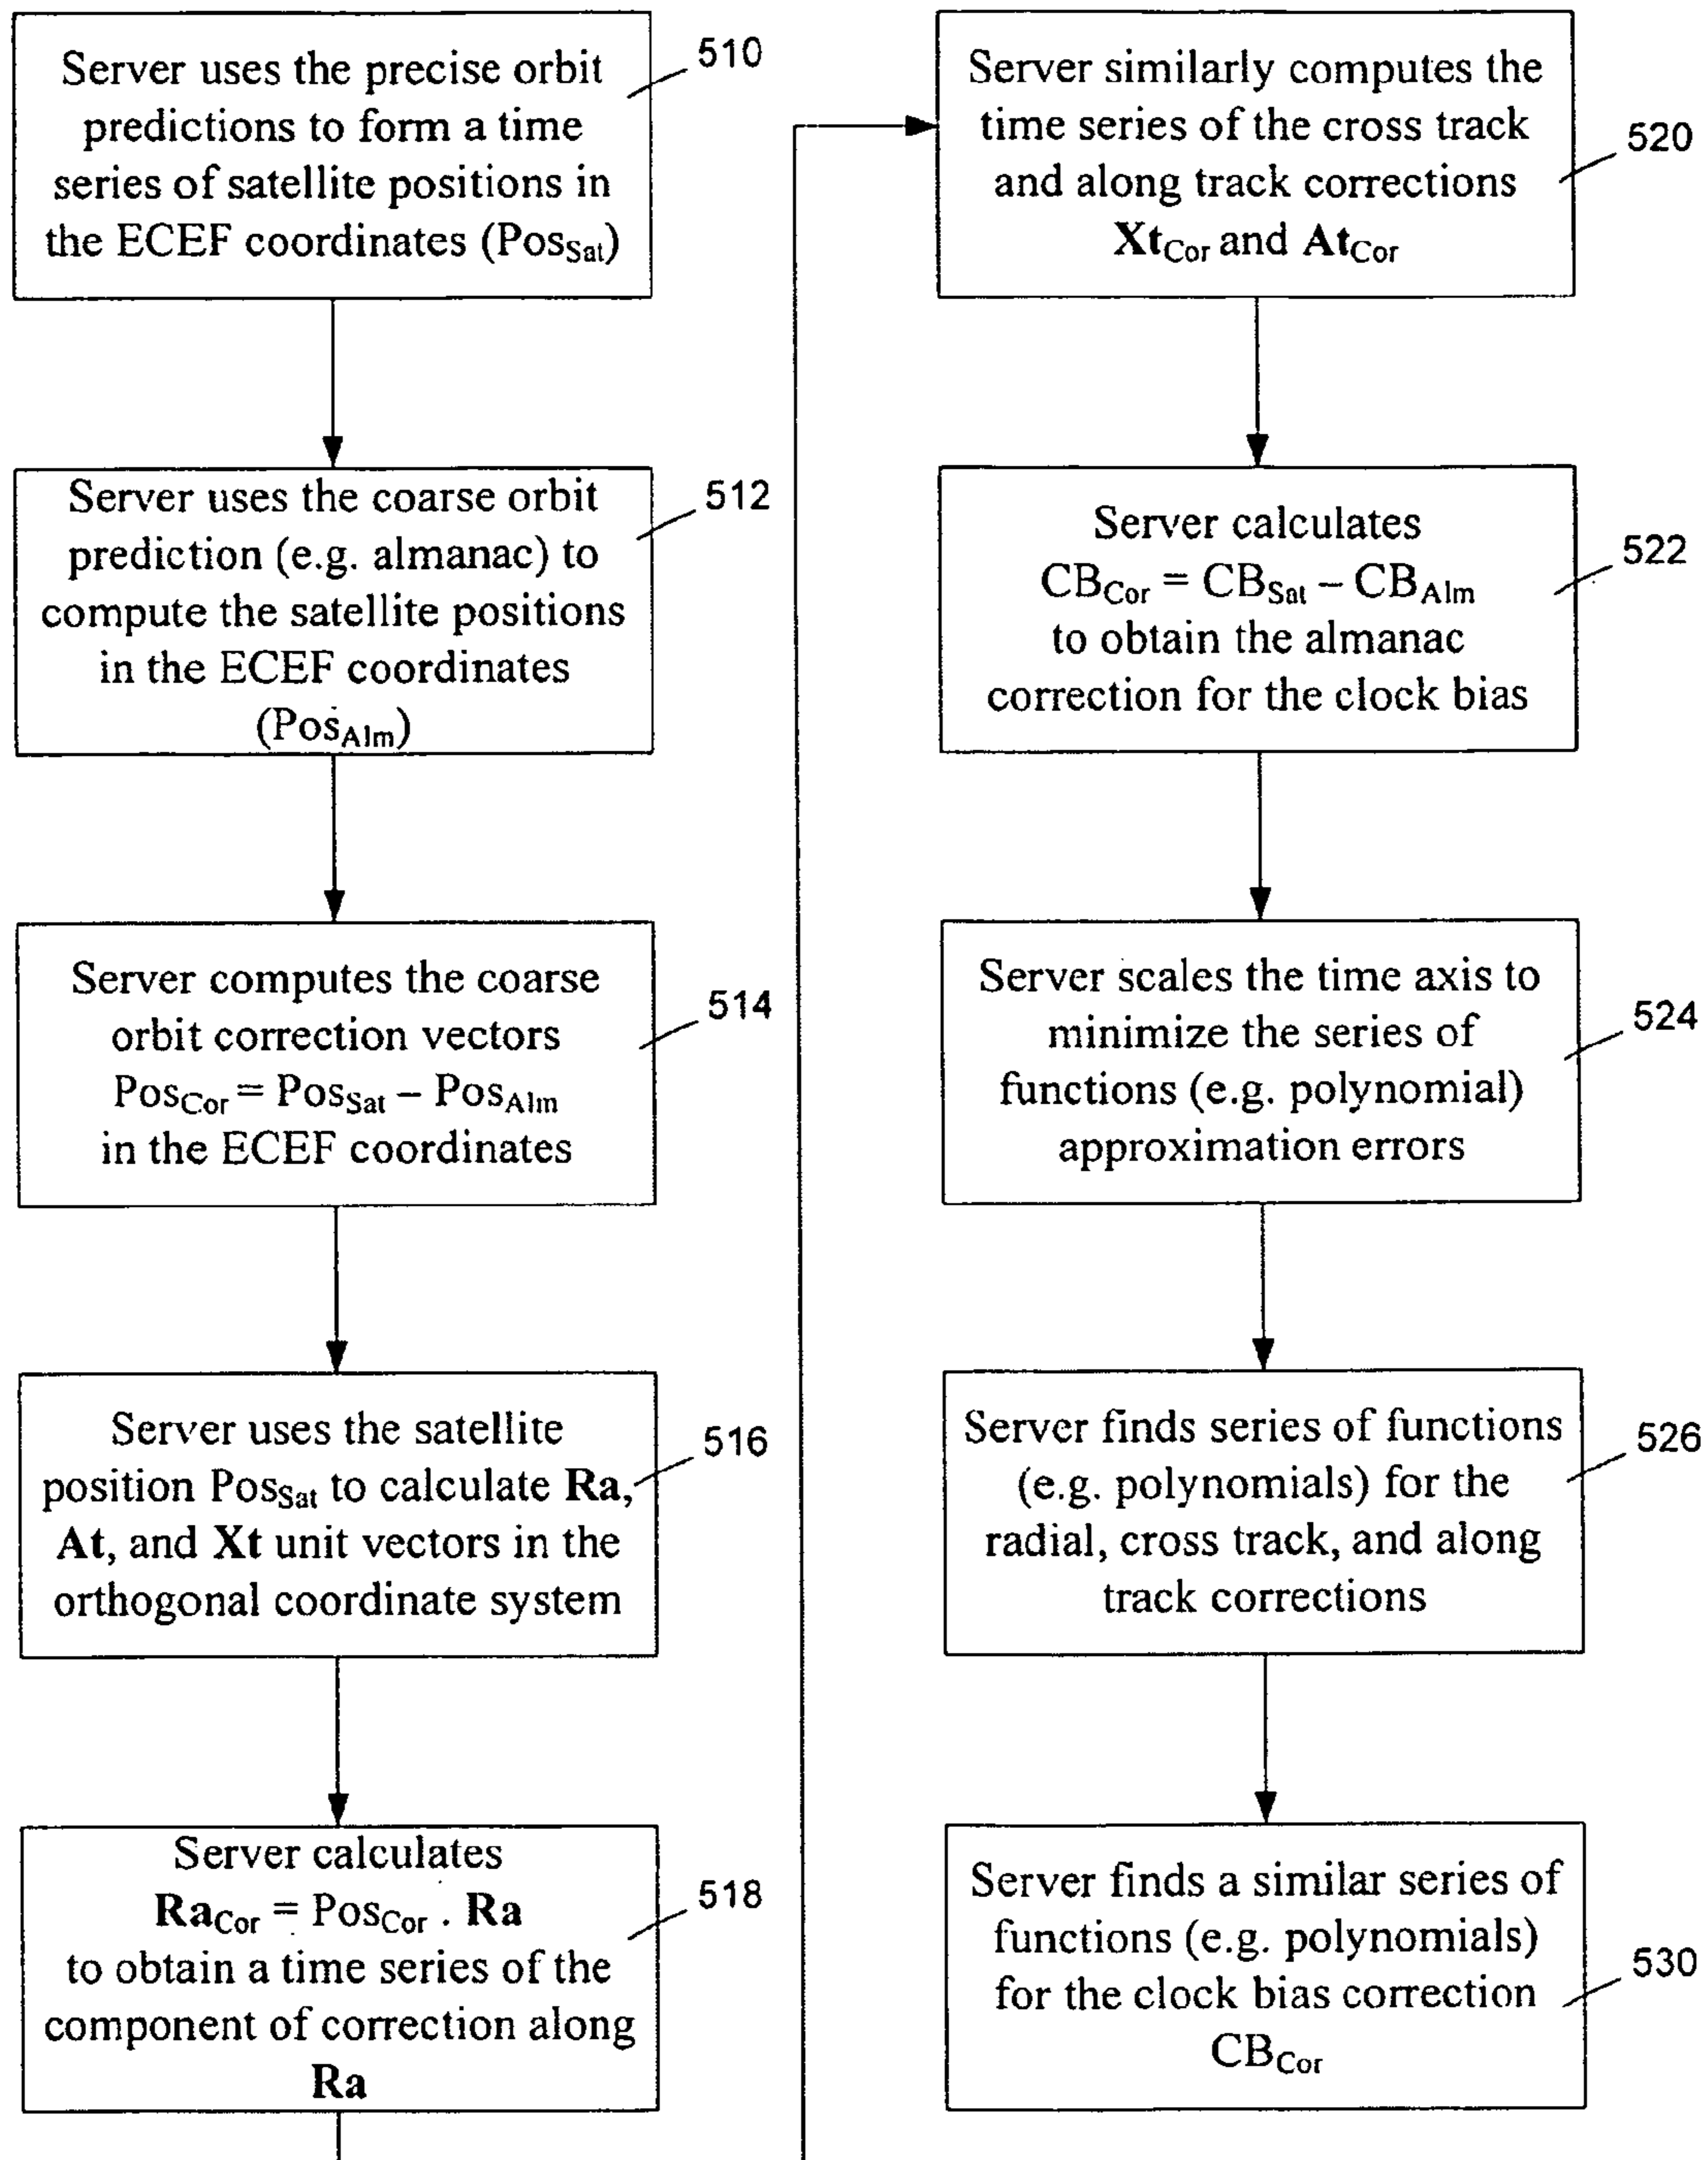 Server uses the precise orbit
predictions to form a time
series of satellite positions in
the ECEF coordinates (PosSat)
510
Server uses the coarse orbit
prediction (e.g. almanac) to
compute the satellite positions
in the ECEF coordinates
(PosAlm)
512
Server computes the coarse
orbit correction vectors
PosCor = PosSat – PosAlm
in the ECEF coordinates
514
Server uses the satellite
position PosSat to calculate Ra,
At, and Xt unit vectors in the
orthogonal coordinate system
516
Server calculates
RaCor = PosCor . Ra
to obtain a time series of the
component of correction along
Ra
518
Server similarly computes the
time series of the cross track
and along track corrections
XtCor and AtCor
520
Server calculates
CBCor = CBSat – CBAlm
to obtain the almanac
correction for the clock bias
522
Server scales the time axis to
minimize the series of
functions (e.g. polynomial)
approximation errors
524
Server finds series of functions
(e.g. polynomials) for the
radial, cross track, and along
track corrections
526
Server finds a similar series of
functions (e.g. polynomials)
for the clock bias correction
CBCor
530